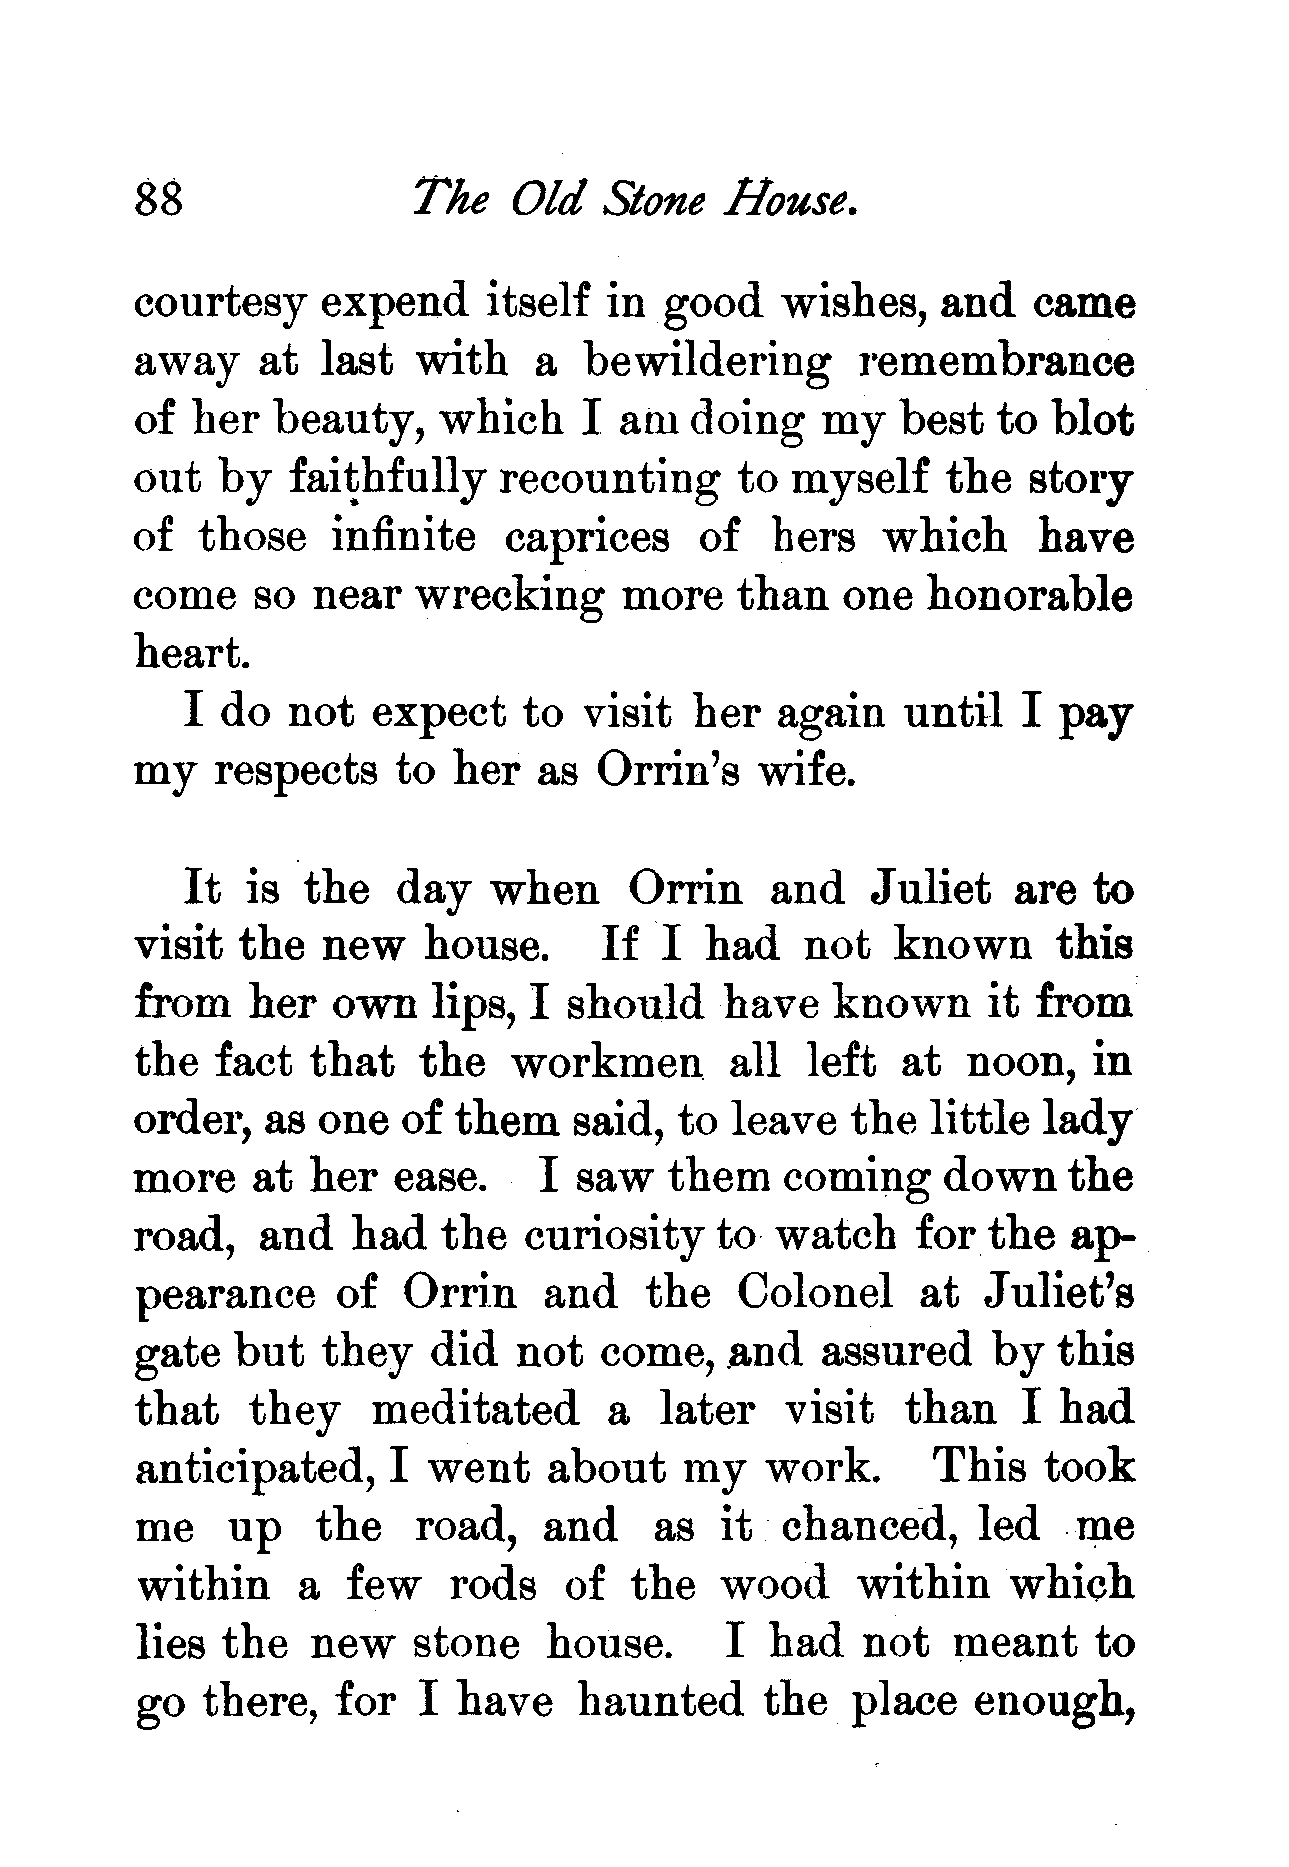 88 The Old Stone House.
courtesy expend itself in good wishes, and came
away at last with a bewildering remembrance
of her beauty, which I am doing my best to blot
out by faithfully recounting to myself the story
of those infinite caprices of hers which have
come so near wrecking more than one honorable
heart.
I do not expect to visit her again until I pay
my respects to her as Orrin's wife.
It is the day when Orrin and Juliet are to
visit the new house. If I had not known this
from her own lips, I should have known it from
the fact that the workmen all left at noon, in
order, as one of them said, to leave the little lady
more at her ease. I saw them coming down the
road, and had the curiosity to watch for the ap-
pearance of Orrin and the Colonel at Juliet's
gate but they did not come, and assured by this
that they meditated a later visit than I had
anticipated, I went about my work. This took
me up the road, and as it chanced, led me
within a few rods of the wood within which
lies the new stone house. I had not meant to
go there, for I have haunted the place enough,